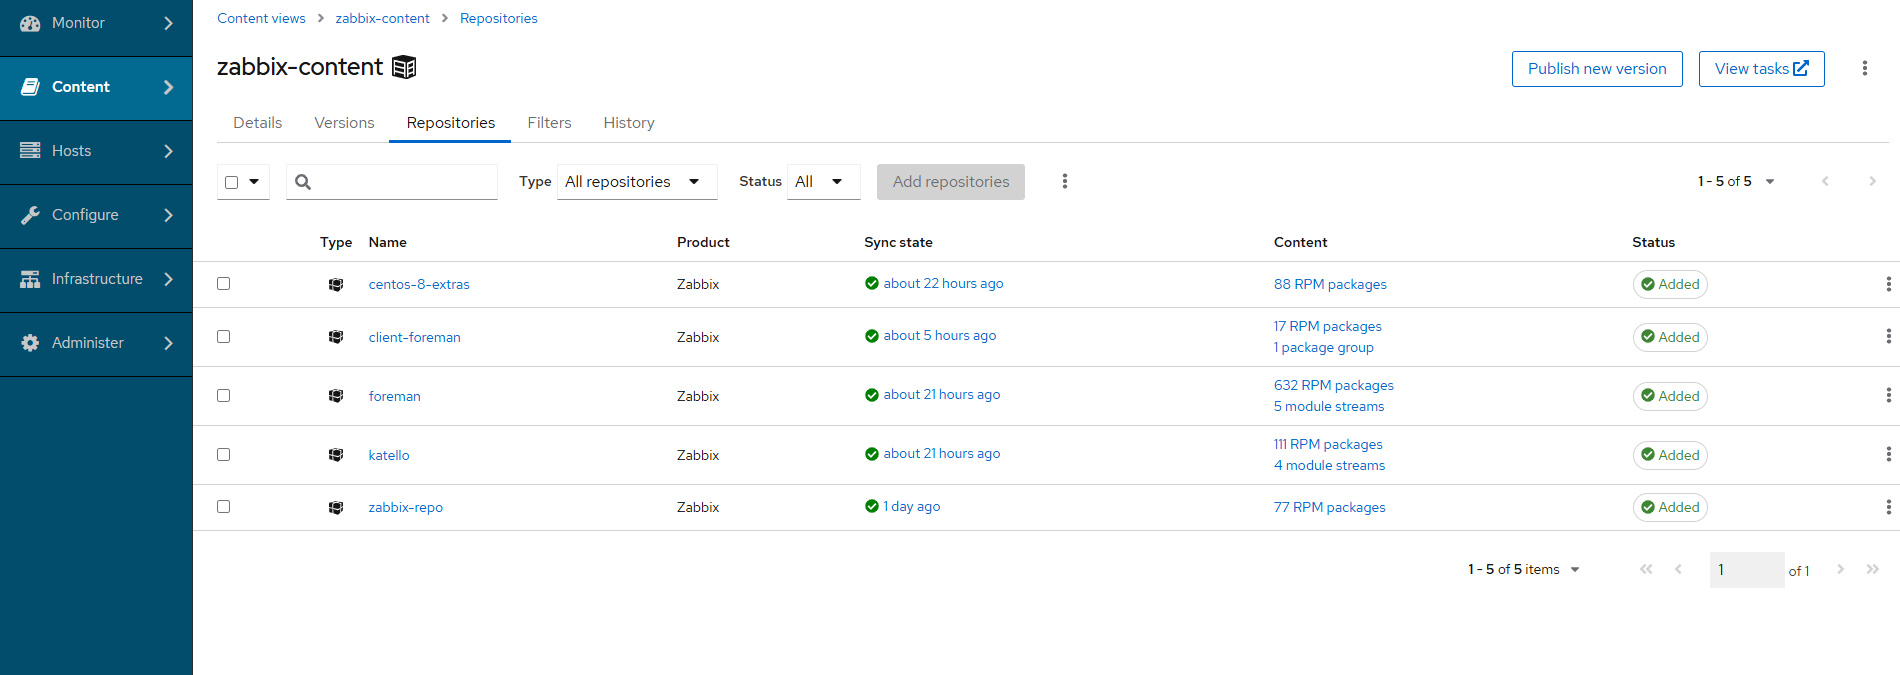 Monitor
Content
Hosts
Configure
Infrastructure
Administer
Content views > zabbix-content > Repositories
zabbix-content
Publish new version
View tasks
Details Versions Repositories Filters History
Type All repositories Status All Add repositories 1 - 5 of 5
Type Name Product Sync state Content Status
centos-8-extras Zabbix about 22 hours ago 88 RPM packages Added
client-foreman Zabbix about 5 hours ago 17 RPM packages Added
1 package group
foreman Zabbix about 21 hours ago 632 RPM packages Added
5 module streams
katello Zabbix about 21 hours ago 111 RPM packages Added
4 module streams
zabbix-repo Zabbix 1 day ago 77 RPM packages Added
1 - 5 of 5 items 1 of 1